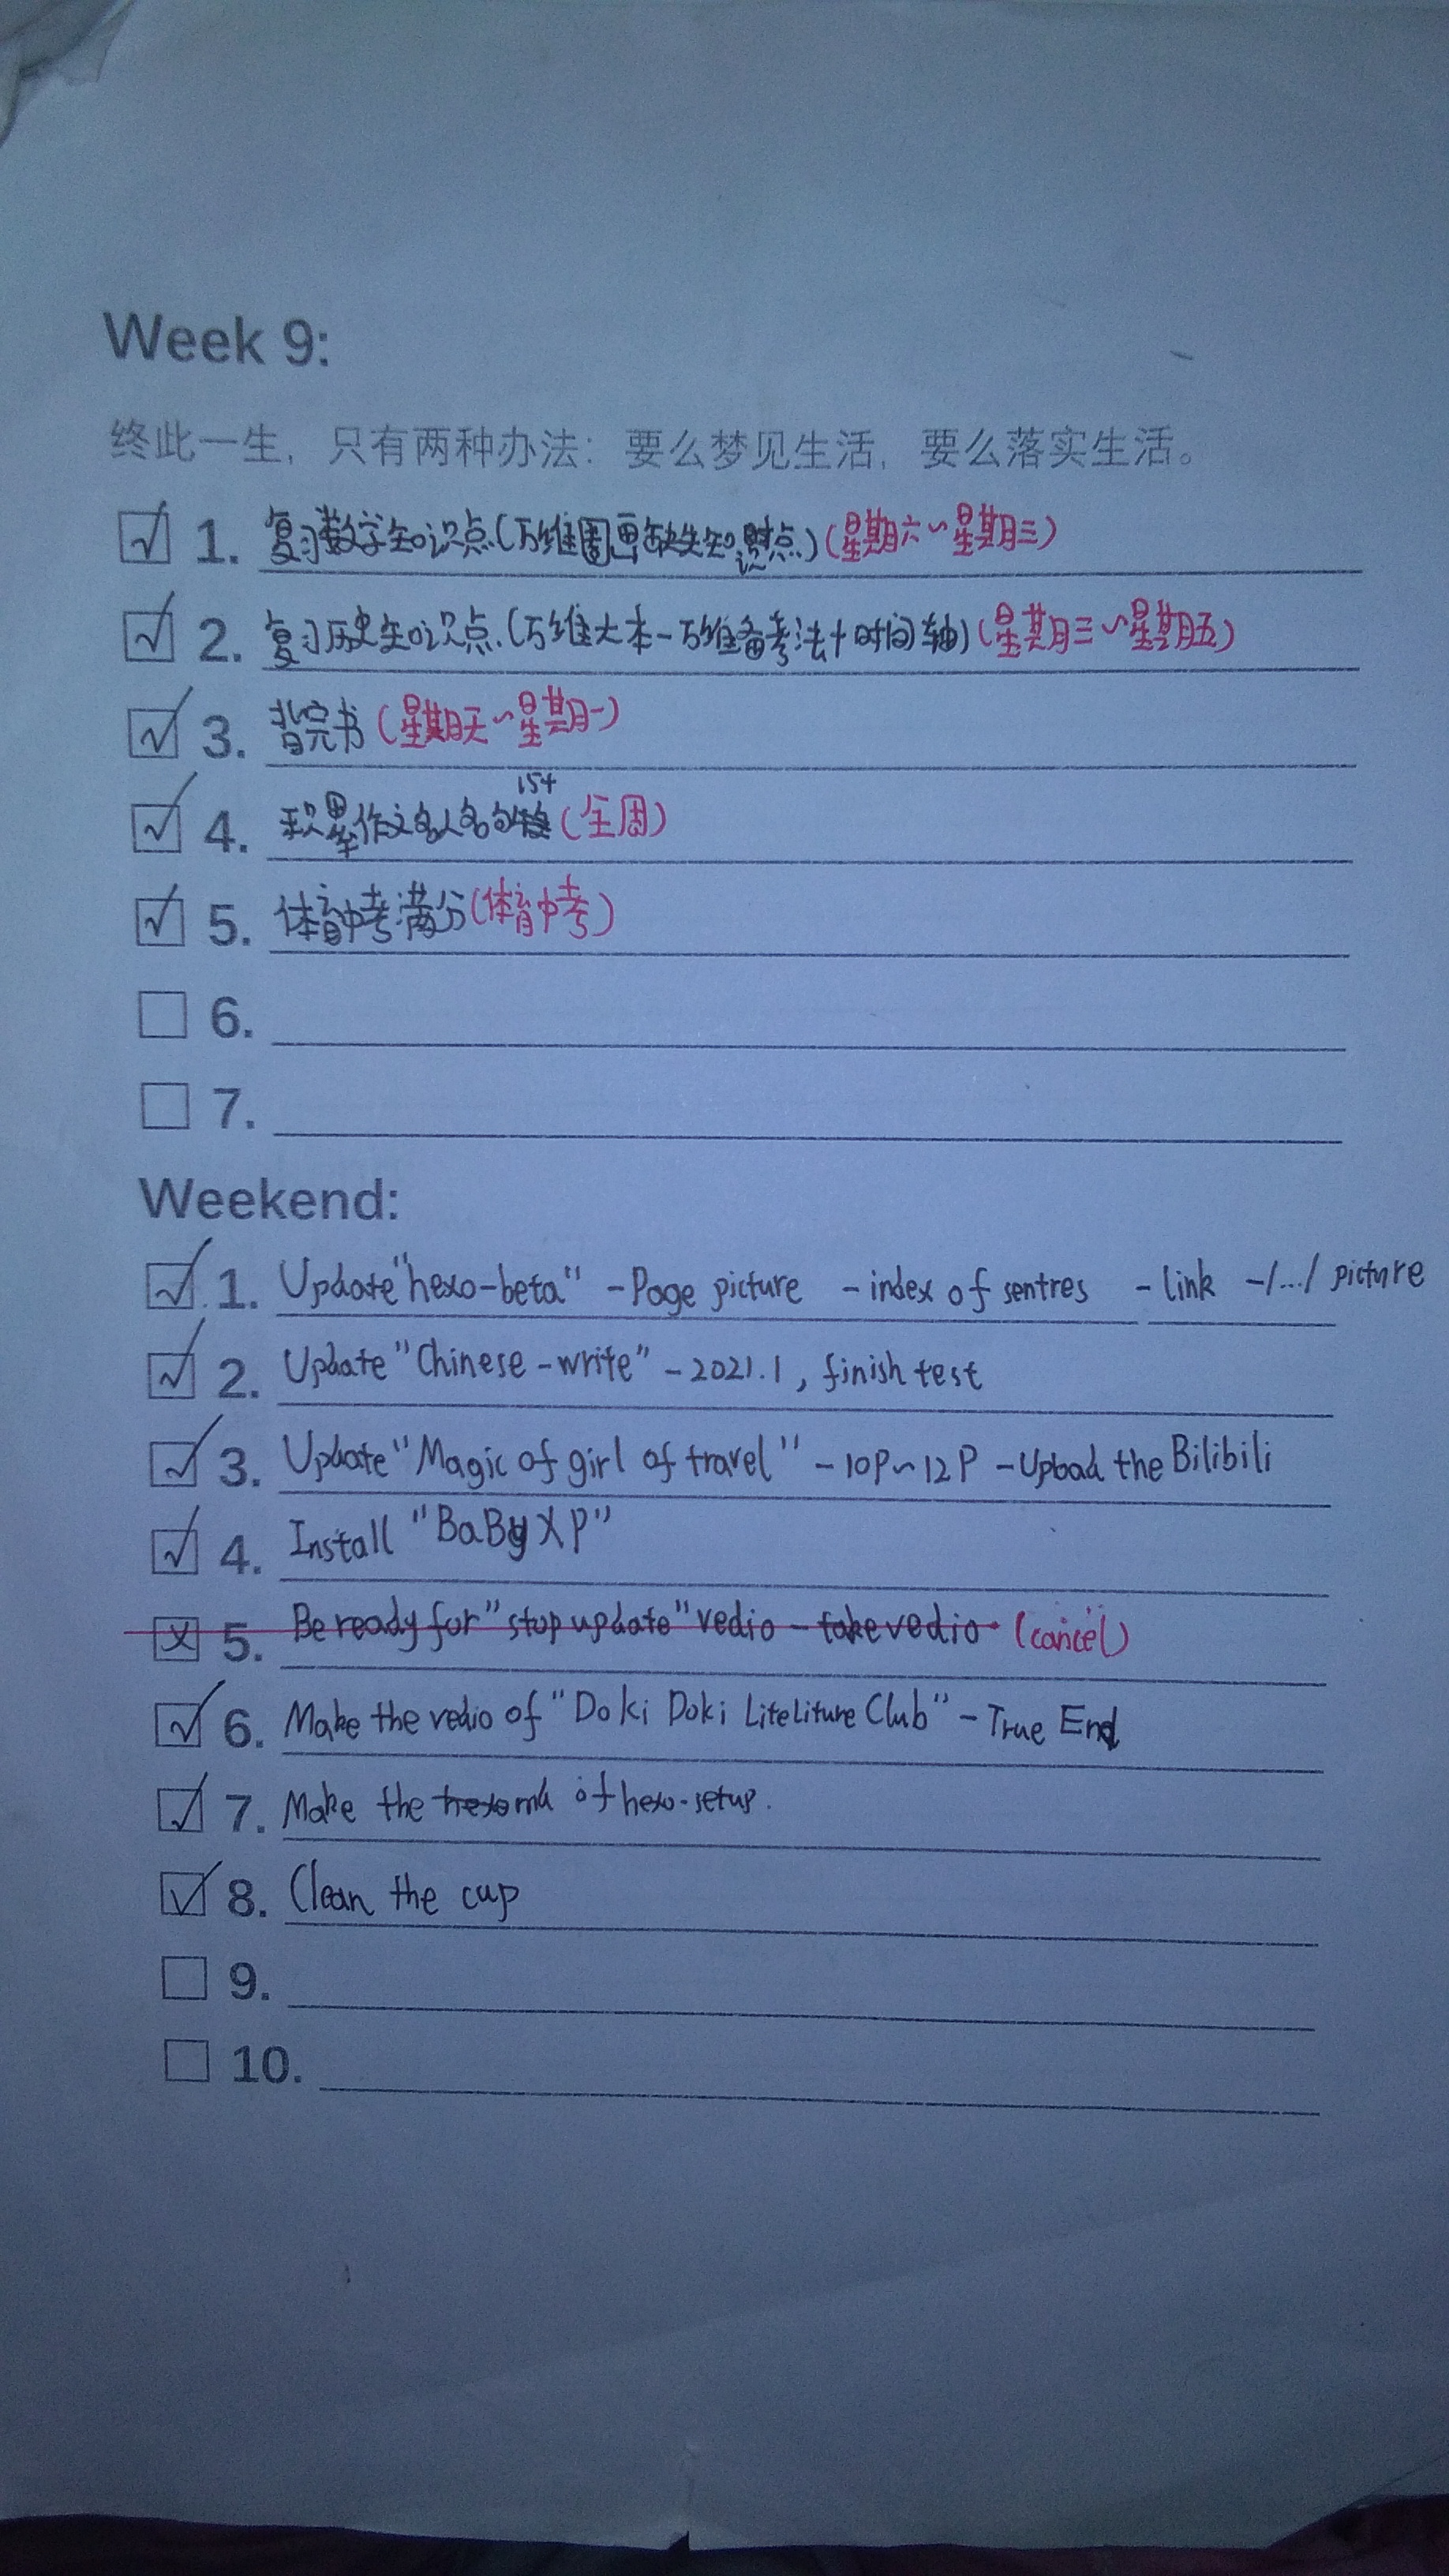 Week 9:
终此一生，只有两种办法：要么梦见生活，要么落实生活。
1. 复习数学知识点(万维圈画缺失知识点)(星期六~星期三)
2. 复习历史知识点.(万维大本-万维备考法+时间轴)(星期三~星期五)
3. 背完书(星期天~星期一)
15+
4. 积累作文名人名句(全周)
5. 体育中考满分(体育中考)
6.
7.
Weekend:
1. Update "hexo-beta" -Page picture -index of sentres -link -/.../ picture
2. Update "Chinese-write" -2021.1, finish test
3. Update "Magic of girl of travel" -10P~12P -Upload the Bilibili
4. Install "BaByXP"
5. Be ready for "stop update" vedio - take vedio (cancel)
6. Make the vedio of "Doki Doki LiteLiture Club" -True End
7. Make the hexo md of hexo-setup.
8. Clean the cup
9.
10.